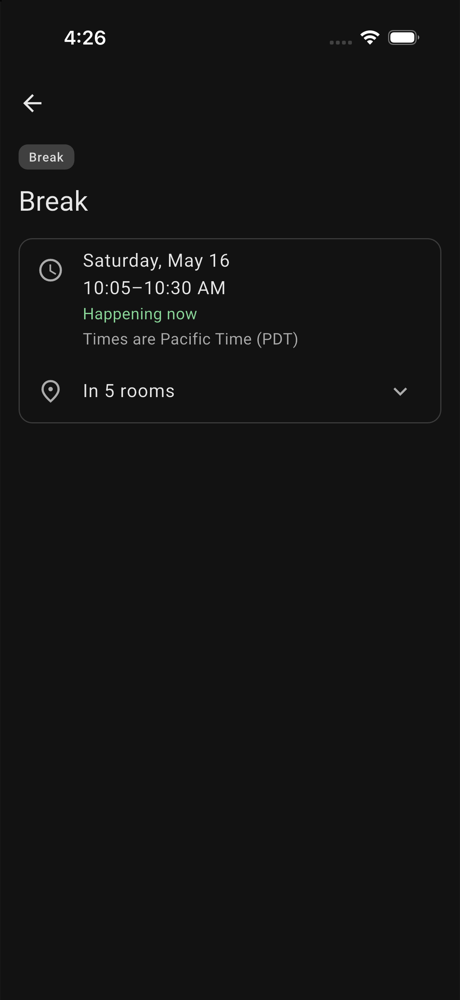 4:26
Break
Break
Saturday, May 16
10:05–10:30 AM
Happening now
Times are Pacific Time (PDT)
In 5 rooms